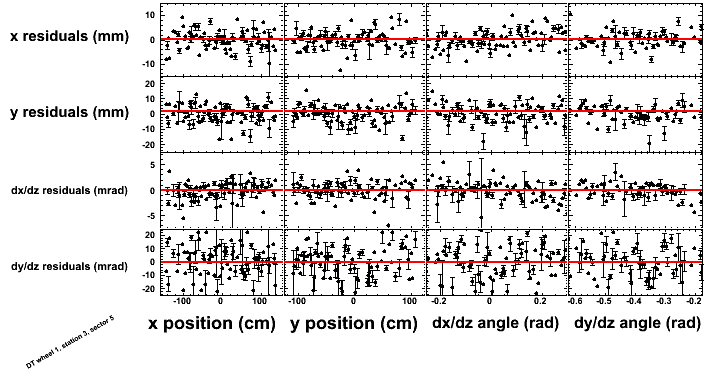 x residuals (mm)
10
0
-10
y residuals (mm)
20
10
0
-10
-20
dx/dz residuals (mrad)
5
0
-5
dy/dz residuals (mrad)
20
10
0
-10
-20
-100 0 100
-100 0 100
-0.2 0 0.2
-0.6 -0.5 -0.4 -0.3 -0.2
x position (cm)
y position (cm)
dx/dz angle (rad)
dy/dz angle (rad)
DT wheel 1, station 3, sector 5